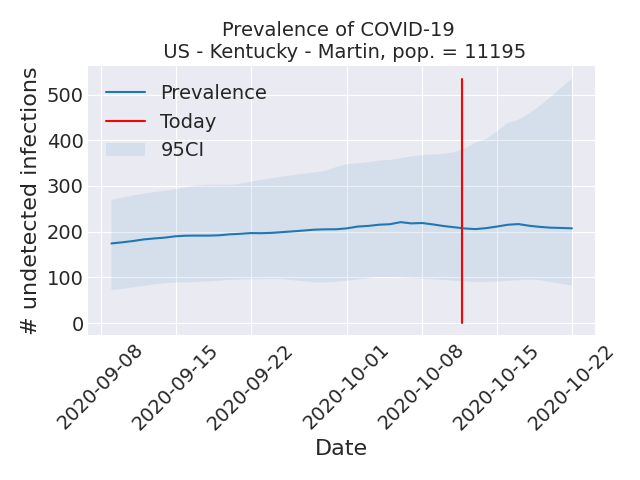 Prevalence of COVID-19
US - Kentucky - Martin, pop. = 11195
# undetected infections
500
400
300
200
100
0
Prevalence
Today
95CI
2020-09-08
2020-09-15
2020-09-22
2020-10-01
2020-10-08
2020-10-15
2020-10-22
Date